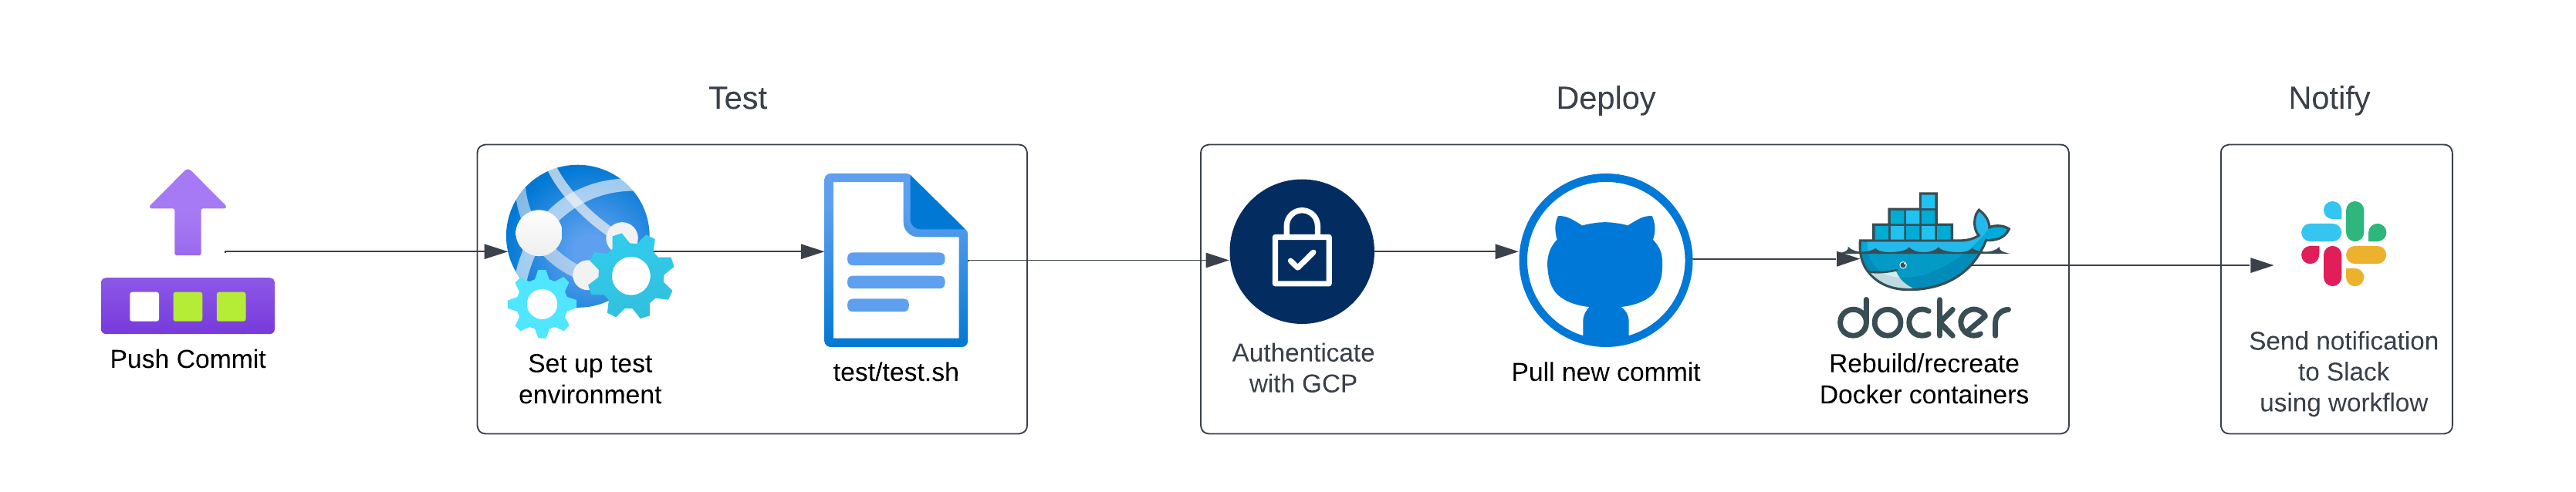 Test
Deploy
Notify
Push Commit
Set up test
environment
test/test.sh
Authenticate
with GCP
Pull new commit
docker
Rebuild/recreate
Docker containers
Send notification
to Slack
using workflow